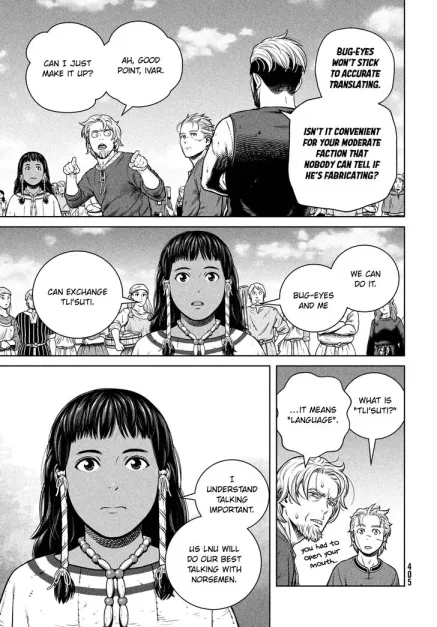 BUG-EYES
WON'T STICK
TO ACCURATE
TRANSLATING.
ISN'T IT CONVENIENT
FOR YOUR MODERATE
FACTION THAT
NOBODY CAN TELL IF
HE'S FABRICATING?
AH, GOOD
POINT, IVAR.
CAN I JUST
MAKE IT UP?
WE CAN
DO IT.
BUG-EYES
AND ME
CAN EXCHANGE
TLI'SUTI.
WHAT IS
"TLI'SUTI?"
...IT MEANS
"LANGUAGE".
you had to
open your
mouth...
I
UNDERSTAND
TALKING
IMPORTANT.
US LNU WILL
DO OUR BEST
TALKING WITH
NORSEMEN.
405